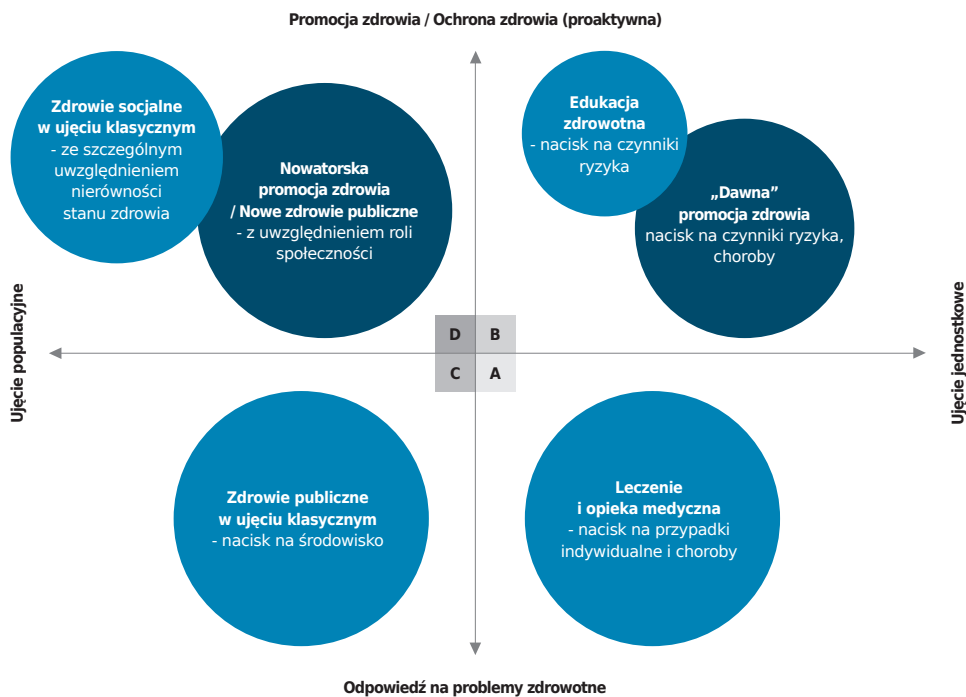 Promocja zdrowia / Ochrona zdrowia (proaktywna)
Zdrowie socjalne
w ujęciu klasycznym
- ze szczególnym
uwzględnieniem
nierówności
stanu zdrowia
Nowatorska
promocja zdrowia
/ Nowe zdrowie publiczne
- z uwzględnieniem roli
społeczności
Edukacja
zdrowotna
- nacisk na czynniki
ryzyka
„Dawna”
promocja zdrowia
nacisk na czynniki ryzyka,
choroby
Ujęcie populacyjne
D B
C A
Ujęcie jednostkowe
Zdrowie publiczne
w ujęciu klasycznym
- nacisk na środowisko
Leczenie
i opieka medyczna
- nacisk na przypadki
indywidualne i choroby
Odpowiedź na problemy zdrowotne